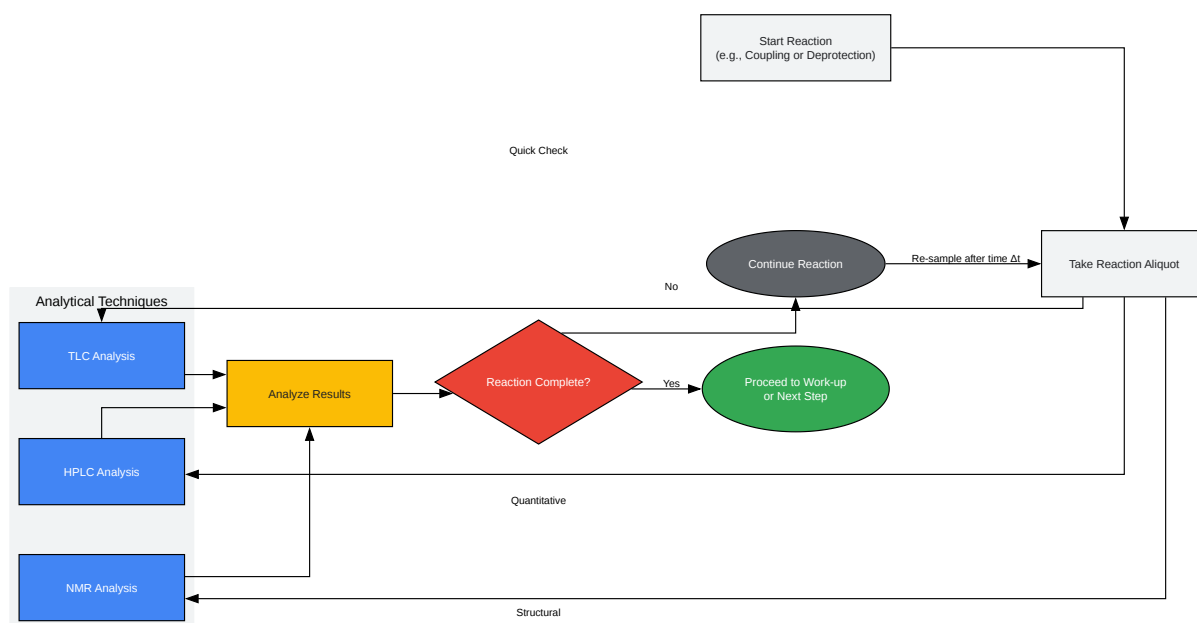 Start Reaction
(e.g., Coupling or Deprotection)
Quick Check
Continue Reaction
Re-sample after time Δt
Take Reaction Aliquot
No
Analytical Techniques
TLC Analysis
Analyze Results
Reaction Complete?
Yes
Proceed to Work-up
or Next Step
HPLC Analysis
Quantitative
NMR Analysis
Structural